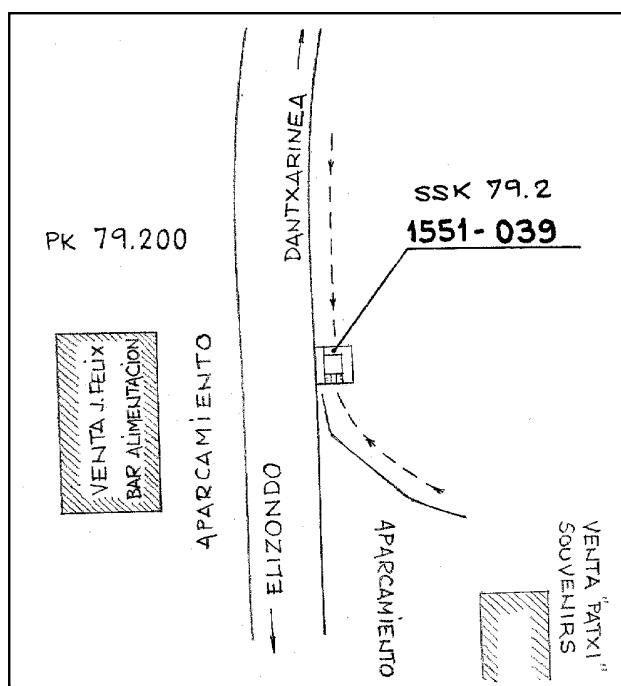 DANTXARINEA
SSK 79.2
1551-039
PK 79.200
VENTA J. FELIX
BAR ALIMENTACION
APARCAMIENTO
ELIZONDO
APARCAMIENTO
VENTA "PATXI"
SOUVENIRS